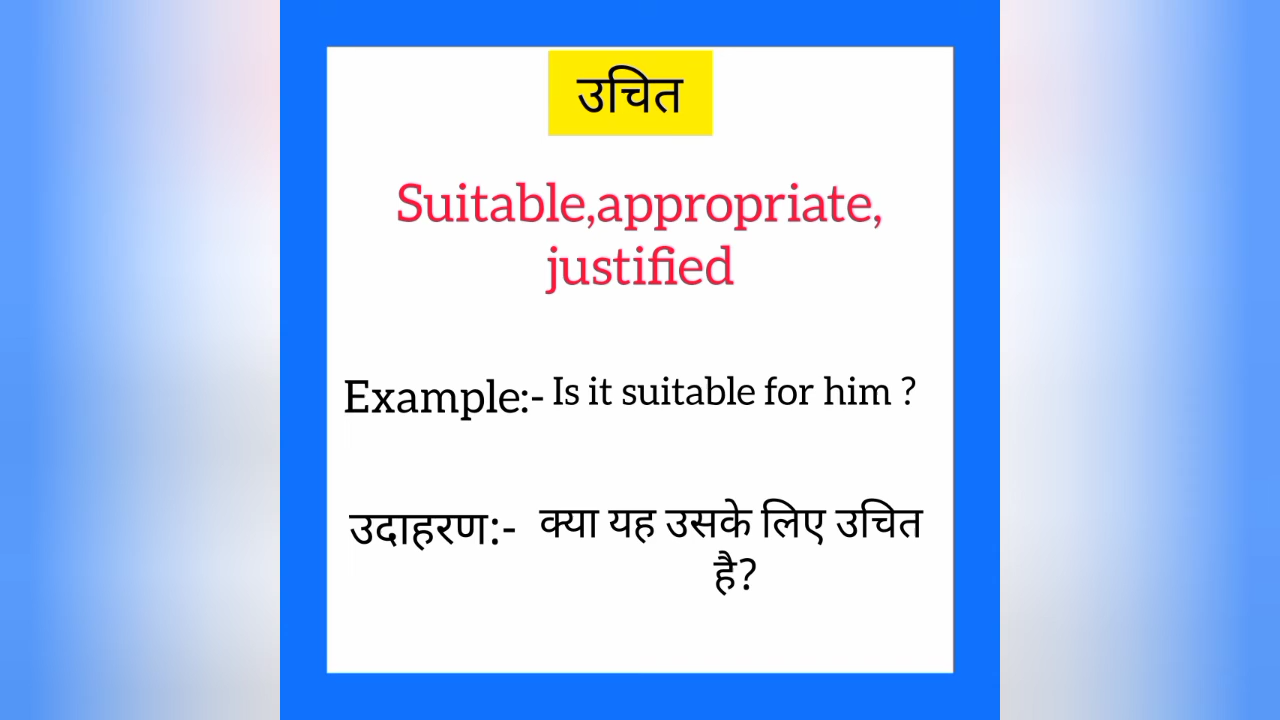 उचित
Suitable,appropriate,
justified
Example:- Is it suitable for him ?
उदाहरण:- क्या यह उसके लिए उचित
है?